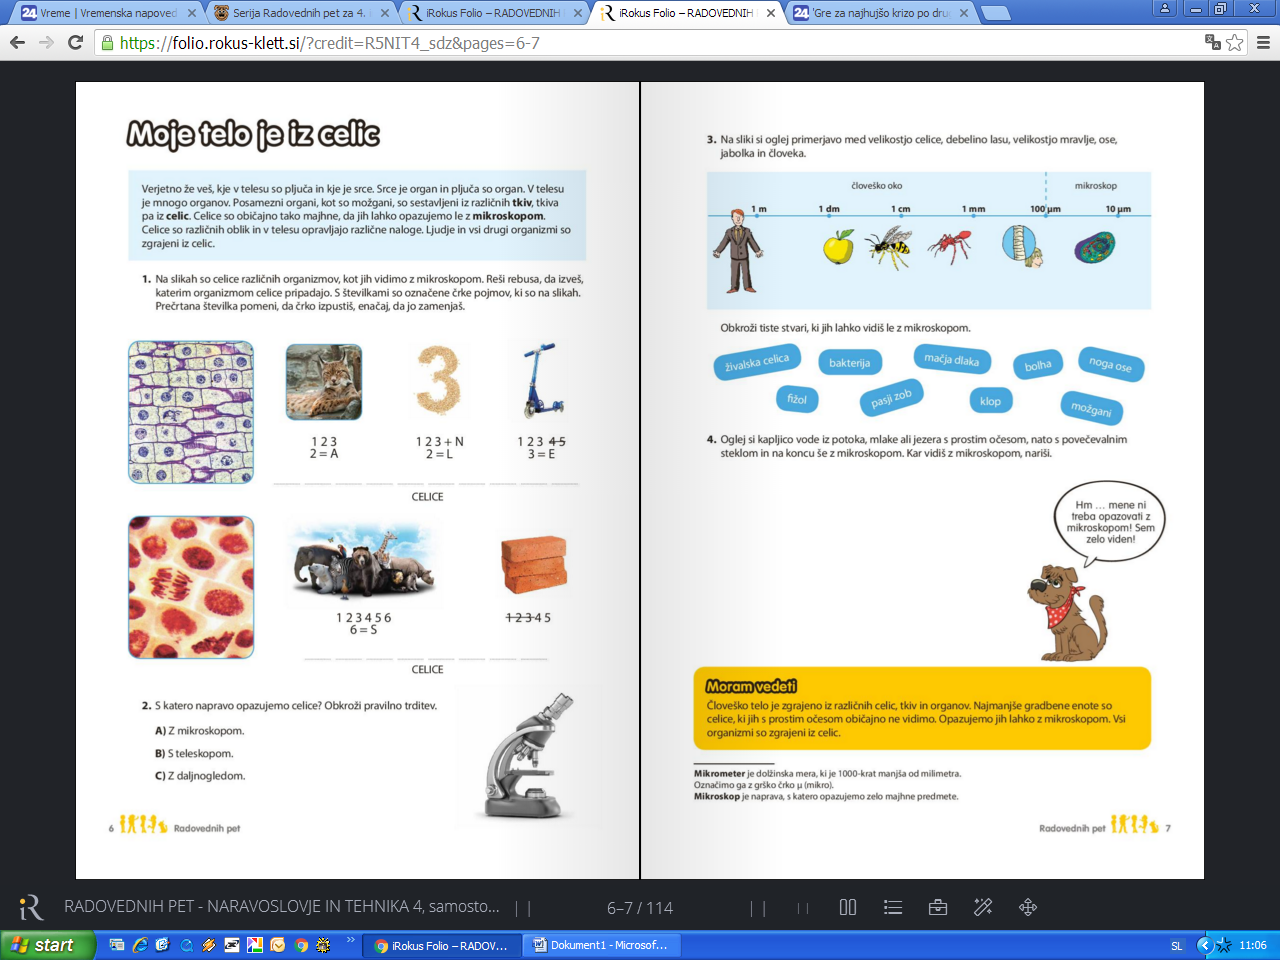 24 Vreme | Vremenska napoved
Serija Radovednih pet za 4.
iRokus Folio – RADOVEDNIH
iRokus Folio – RADOVEDNIH
24 'Gre za najhujšo krizo po dru
https://folio.rokus-klett.si/?credit=R5NIT4_sdz&pages=6-7
Moje telo je iz celic
Verjetno že veš, kje v telesu so pljuča in kje je srce. Srce je organ in pljuča so organ. V telesu
je mnogo organov. Posamezni organi, kot so možgani, so sestavljeni iz različnih tkiv, tkiva
pa iz celic. Celice so običajno tako majhne, da jih lahko opazujemo le z mikroskopom.
Celice so različnih oblik in v telesu opravljajo različne naloge. Ljudje in vsi drugi organizmi so
zgrajeni iz celic.
1. Na slikah so celice različnih organizmov, kot jih vidimo z mikroskopom. Reši rebusa, da izveš,
katerim organizmom celice pripadajo. S številkami so označene črke pojmov, ki so na slikah.
Prečrtana številka pomeni, da črko izpustiš, enačaj, da jo zamenjaš.
3
1 2 3 1 2 3 + N 1 2 3 4 5
2 = A 2 = L 3 = E
CELICE
1 2 3 4 5 6 1 2 3 4 5
6 = S
CELICE
2. S katero napravo opazujemo celice? Obkroži pravilno trditev.
A) Z mikroskopom.
B) S teleskopom.
C) Z daljnogledom.
6 Radovednih pet
3. Na sliki si oglej primerjavo med velikostjo celice, debelino lasu, velikostjo mravlje, ose,
jabolka in človeka.
človeško oko mikroskop
1 m 1 dm 1 cm 1 mm 100 µm 10 µm
Obkroži tiste stvari, ki jih lahko vidiš le z mikroskopom.
živalska celica bakterija mačja dlaka bolha noga ose
fižol pasji zob klop možgani
4. Oglej si kapljico vode iz potoka, mlake ali jezera s prostim očesom, nato s povečevalnim
steklom in na koncu še z mikroskopom. Kar vidiš z mikroskopom, nariši.
Hm ... mene ni
treba opazovati z
mikroskopom! Sem
zelo viden!
Moram vedeti
Človeško telo je zgrajeno iz različnih celic, tkiv in organov. Najmanjše gradbene enote so
celice, ki jih s prostim očesom običajno ne vidimo. Opazujemo jih lahko z mikroskopom. Vsi
organizmi so zgrajeni iz celic.
Mikrometer je dolžinska mera, ki je 1000-krat manjša od milimetra.
Označimo ga z grško črko µ (mikro).
Mikroskop je naprava, s katero opazujemo zelo majhne predmete.
Radovednih pet 7
iR RADOVEDNIH PET - NARAVOSLOVJE IN TEHNIKA 4, samosto... 6–7 / 114
start
iRokus Folio – RADOV...
Dokument1 - Microsof...
SL
11:06